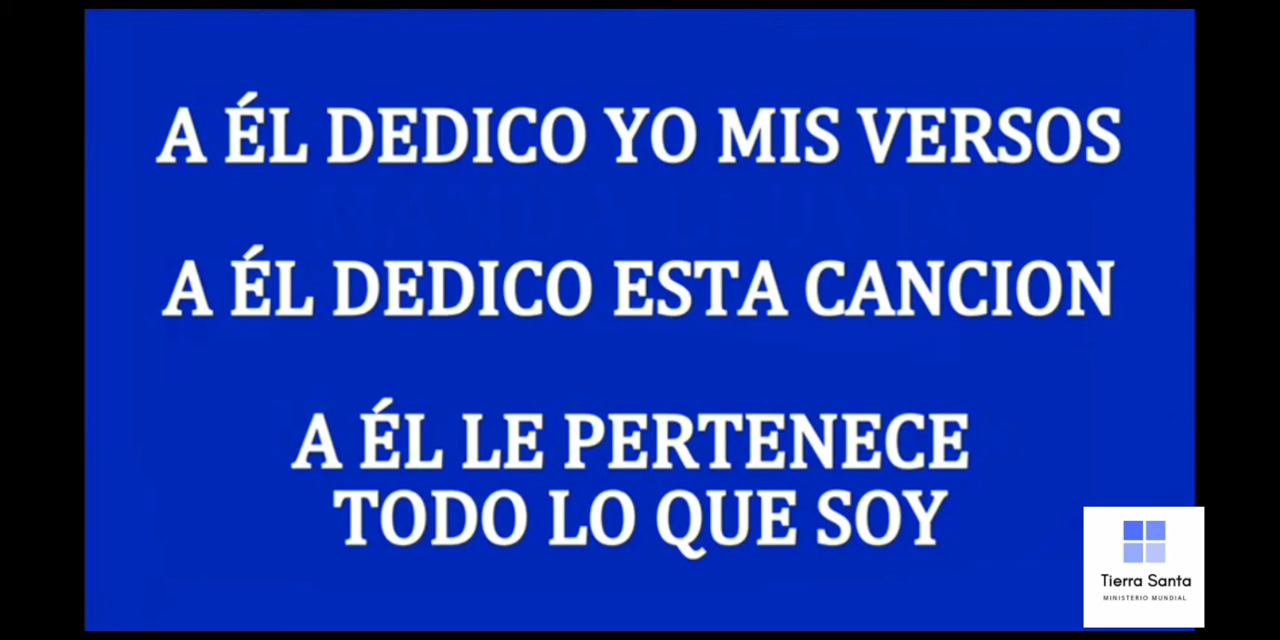 A ÉL DEDICO YO MIS VERSOS
A ÉL DEDICO ESTA CANCION
A ÉL LE PERTENECE
TODO LO QUE SOY
Tierra Santa
MINISTERIO MUNDIAL